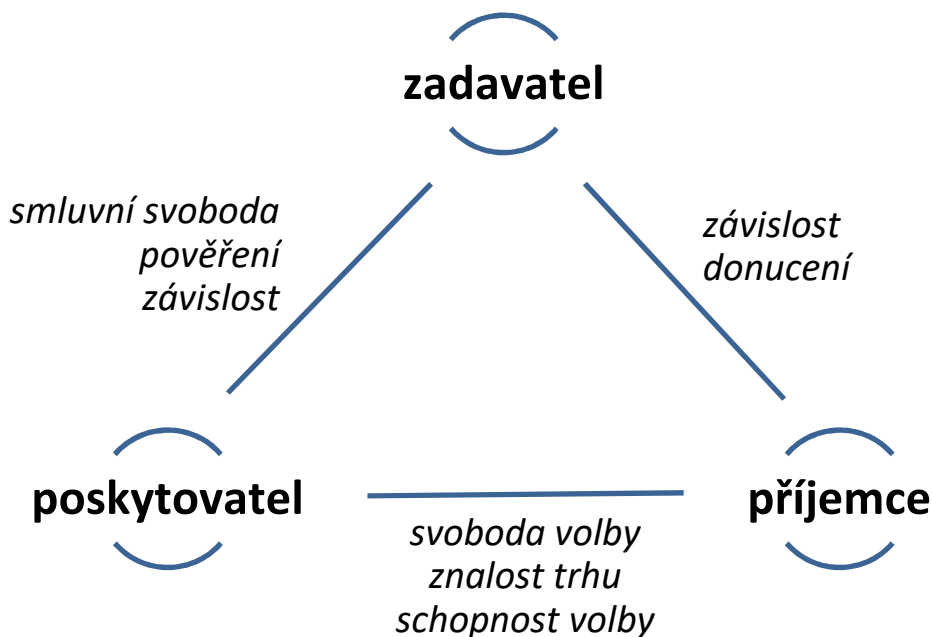 zadavatel
smluvní svoboda
pověření
závislost
závislost
donucení
poskytovatel
příjemce
svoboda volby
znalost trhu
schopnost volby